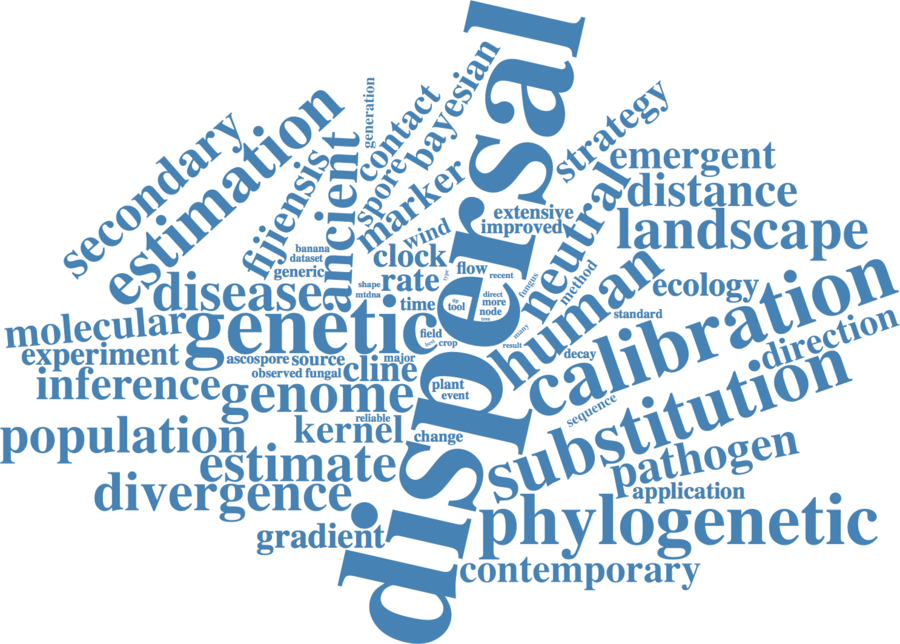 dispersal
generation
contact
bayesian
secondary
estimation
strategy
fijiensis
ancient
spore
marker
emergent
distance
neutral
extensive
improved
landscape
wind
banana
dataset
generic
clock
flow
recent
type
fungus
method
ecology
disease
shape
mtdna
rate
human
calibration
genetic
time
tip
tool
direct
more
node
tree
standard
molecular
field
best
crop
many
result
direction
experiment
ascospore
source
major
decay
observed
fungal
cline
inference
genome
plant
event
substitution
sequence
reliable
population
kernel
change
pathogen
estimate
divergence
application
phylogenetic
gradient
contemporary